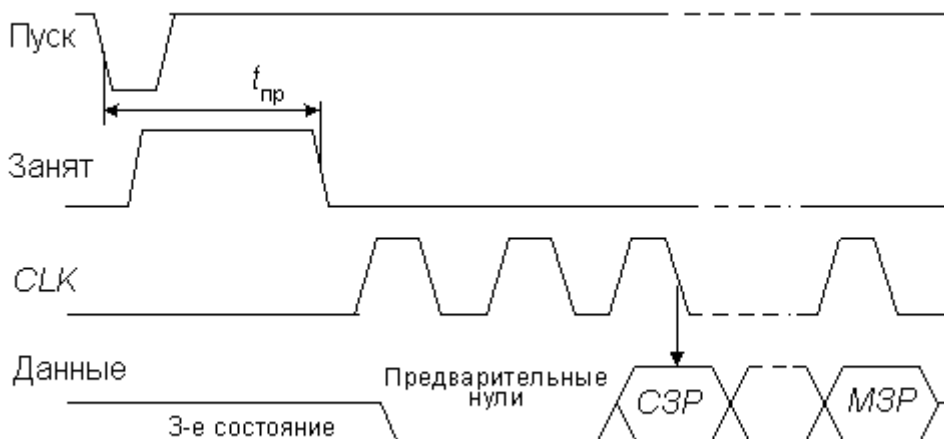 Пуск
tпр
Занят
CLK
Данные
Предварительные
нули
СЗР
МЗР
3-е состояние